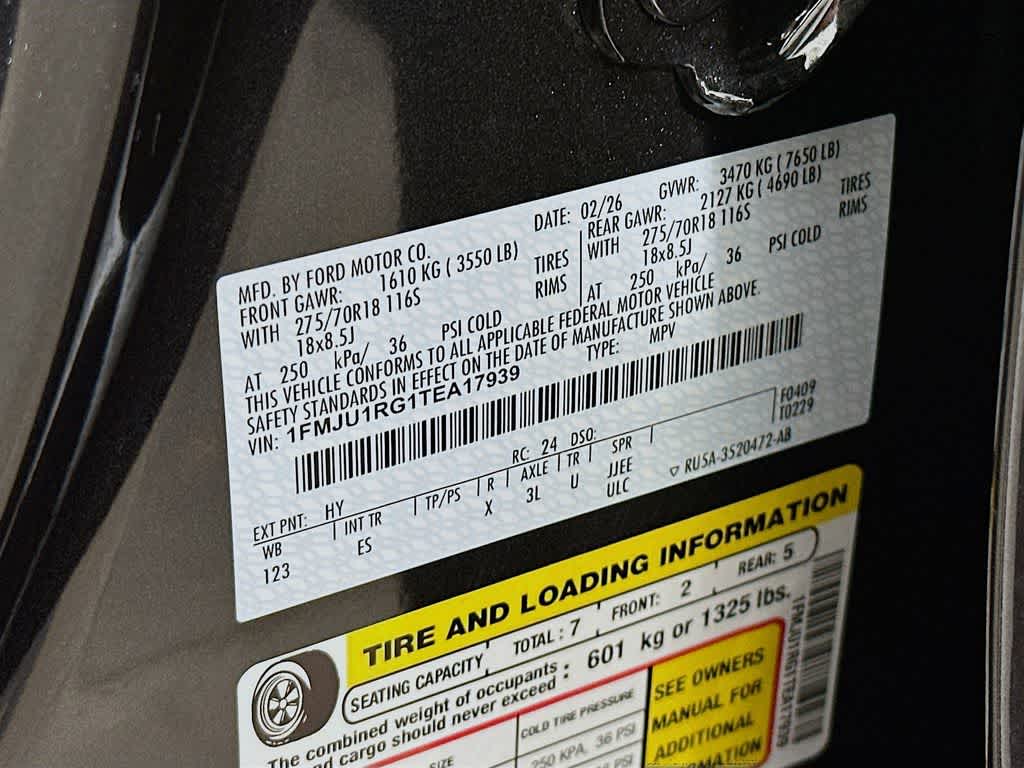 MFD. BY FORD MOTOR CO.
DATE: 02/26
GVWR: 3470 KG ( 7650 LB)
FRONT GAWR: 1610 KG ( 3550 LB)
REAR GAWR: 2127 KG ( 4690 LB)
WITH 275/70R18 116S TIRES
WITH 275/70R18 116S TIRES
18x8.5J RIMS
18x8.5J RIMS
AT 250 kPa/ 36 PSI COLD
AT 250 kPa/ 36 PSI COLD
THIS VEHICLE CONFORMS TO ALL APPLICABLE FEDERAL MOTOR VEHICLE
SAFETY STANDARDS IN EFFECT ON THE DATE OF MANUFACTURE SHOWN ABOVE.
VIN: 1FMJU1RG1TEA17939
TYPE: MPV
F0409
T0229
EXT PNT: HY
RC: 24 DSO:
WB INT TR TP/PS R AXLE TR SPR
123 ES X 3L U JJEE
ULC
▽ RU5A-3520472-AB
TIRE AND LOADING INFORMATION
SEATING CAPACITY TOTAL : 7 FRONT: 2 REAR: 5
The combined weight of occupants
and cargo should never exceed : 601 kg or 1325 lbs.
SIZE
COLD TIRE PRESSURE
250 KPA, 36 PSI
SEE OWNERS
MANUAL FOR
ADDITIONAL
1FMJU1RG1TEA17939